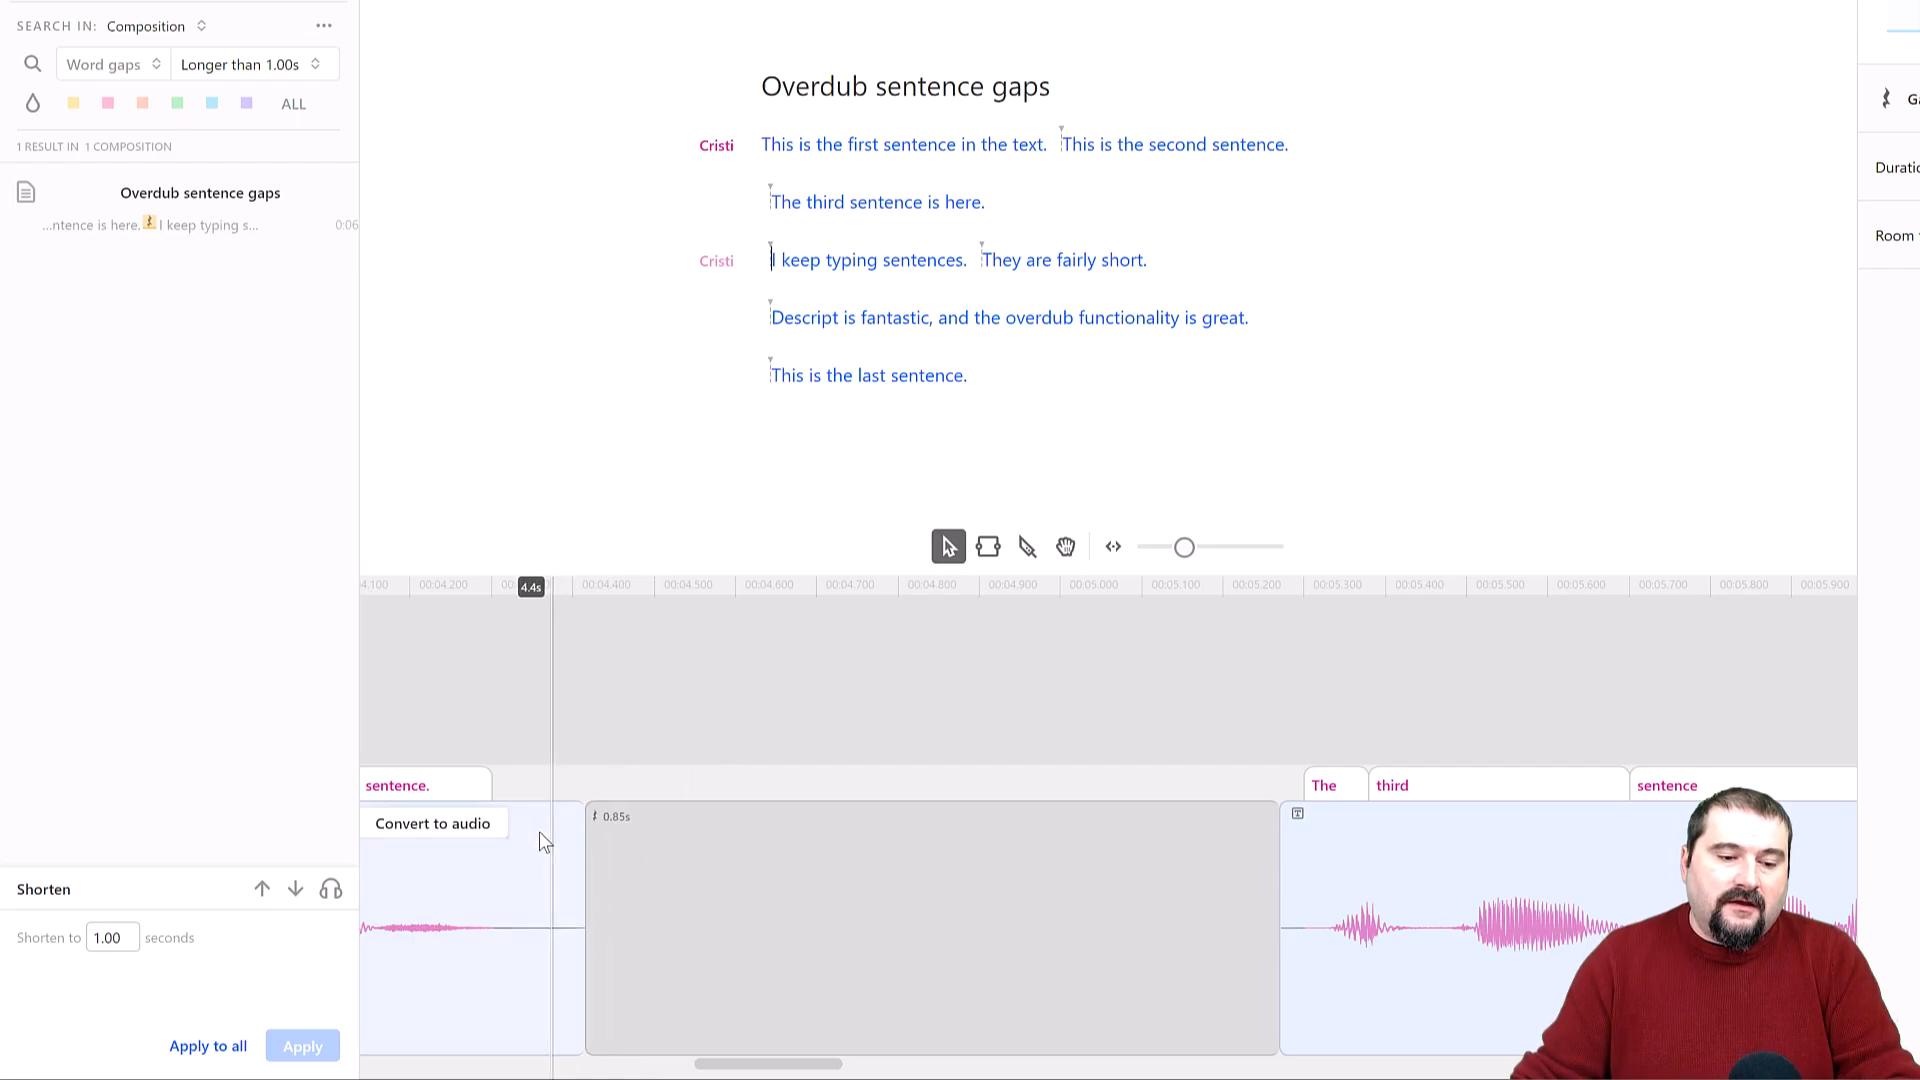 SEARCH IN: Composition
Word gaps Longer than 1.00s
ALL
1 RESULT IN 1 COMPOSITION
Overdub sentence gaps
...ntence is here. I keep typing s... 0:06
Shorten
Shorten to 1.00 seconds
Apply to all Apply
Overdub sentence gaps
Cristi This is the first sentence in the text. This is the second sentence.
The third sentence is here.
Cristi I keep typing sentences. They are fairly short.
Descript is fantastic, and the overdub functionality is great.
This is the last sentence.
4.100 00:04.200 00: 4.4s 00:04.400 00:04.500 00:04.600 00:04.700 00:04.800 00:04.900 00:05.000 00:05.100 00:05.200 00:05.300 00:05.400 00:05.500 00:05.600 00:05.700 00:05.800 00:05.900
sentence. The third sentence
Convert to audio 0.85s
Ga
Duratio
Room